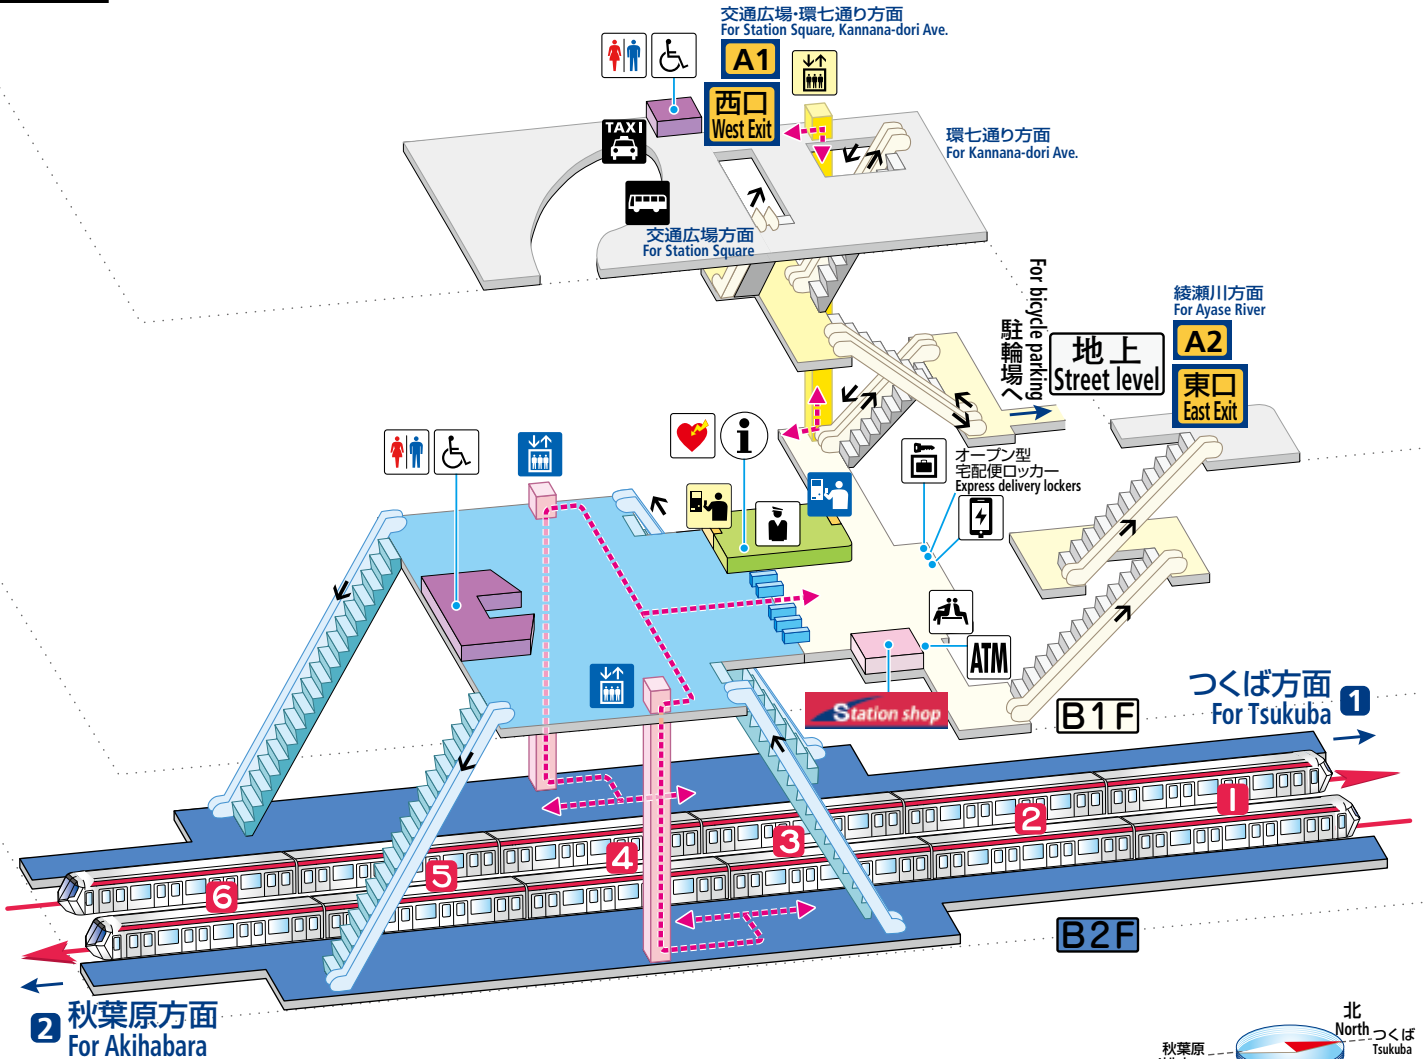 交通広場・環七通り方面
For Station Square, Kannana-dori Ave.
A1
西口
West Exit
TAXI
環七通り方面
For Kannana-dori Ave.
交通広場方面
For Station Square
For bicycle parking
駐輪場へ
地上
Street level
綾瀬川方面
For Ayase River
A2
東口
East Exit
i
オープン型
宅配便ロッカー
Express delivery lockers
ATM
Station shop
B1F
つくば方面
For Tsukuba
1
1
2
3
4
5
6
B2F
2
秋葉原方面
For Akihabara
北
North
つくば
Tsukuba
秋葉原